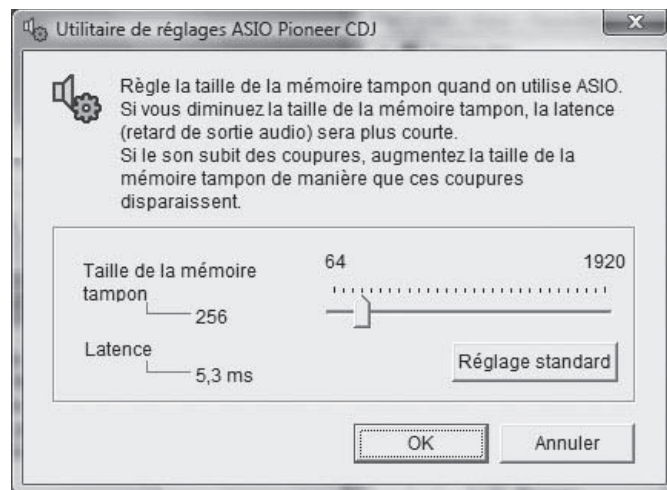 Utilitaire de réglages ASIO Pioneer CDJ
Règle la taille de la mémoire tampon quand on utilise ASIO.
Si vous diminuez la taille de la mémoire tampon, la latence
(retard de sortie audio) sera plus courte.
Si le son subit des coupures, augmentez la taille de la
mémoire tampon de manière que ces coupures
disparaissent.
Taille de la mémoire
tampon
256
64
1920
Latence
5,3 ms
Réglage standard
OK
Annuler